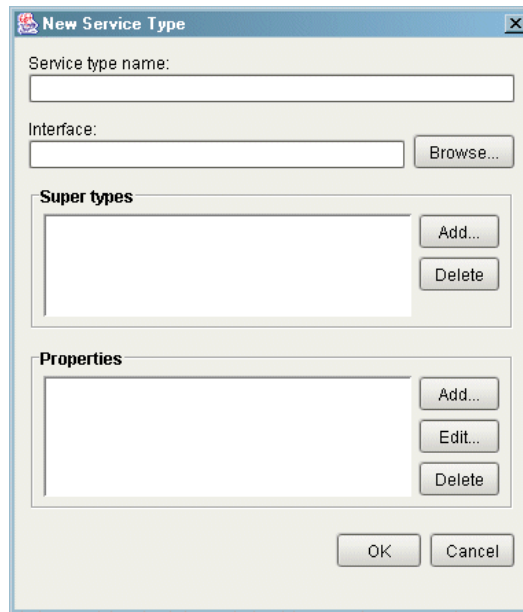 New Service Type
Service type name:
Interface:
Browse...
Super types
Add...
Delete
Properties
Add...
Edit...
Delete
OK Cancel